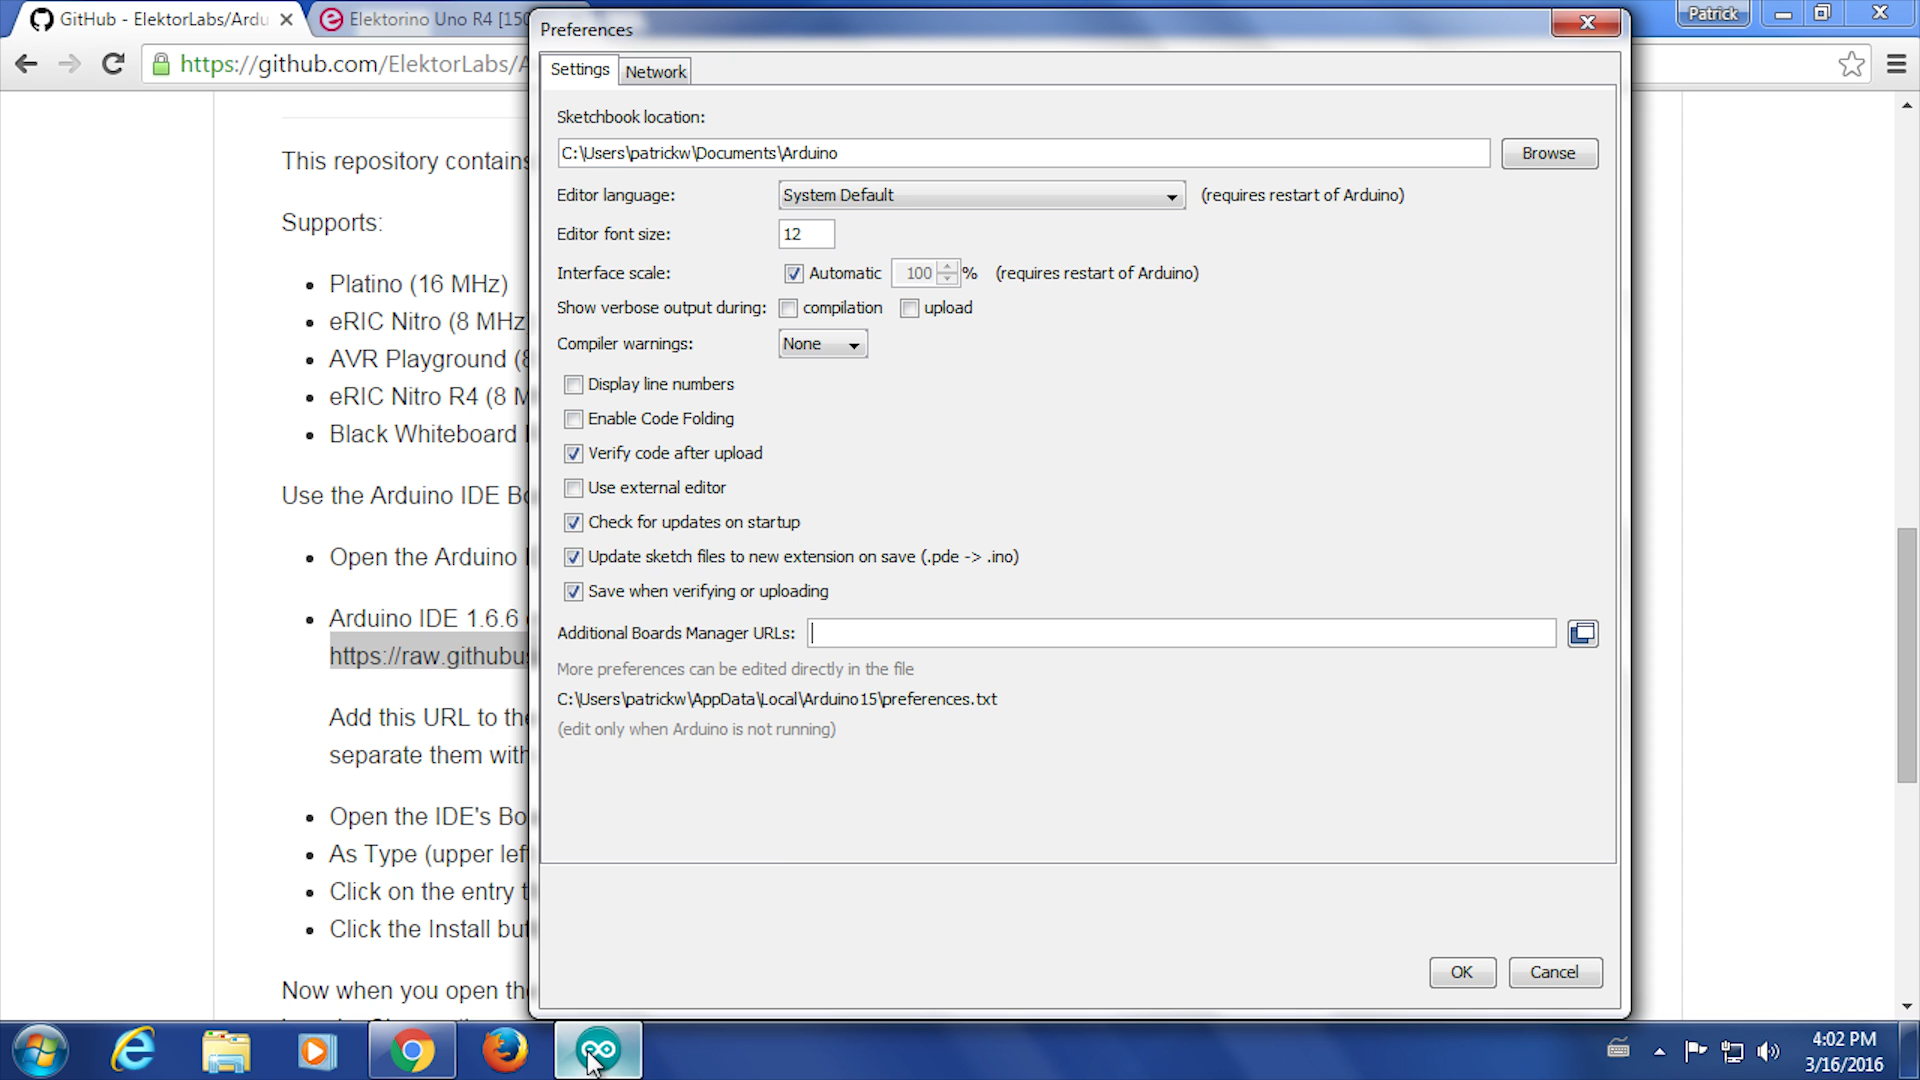 GitHub - ElektorLabs/Ardu
Elektorino Uno R4 [150
Patrick
https://github.com/ElektorLabs/A
This repository contains
Supports:
Platino (16 MHz)
eRIC Nitro (8 MHz
AVR Playground (8
eRIC Nitro R4 (8 M
Black Whiteboard
Use the Arduino IDE Bo
Open the Arduino
Arduino IDE 1.6.6
https://raw.githubus
Add this URL to the
separate them with
Open the IDE's Bo
As Type (upper left
Click on the entry t
Click the Install but
Now when you open the
Preferences
Settings
Network
Sketchbook location:
C:\Users\patrickw\Documents\Arduino
Browse
Editor language:
System Default
(requires restart of Arduino)
Editor font size:
12
Interface scale:
Automatic
100
%
(requires restart of Arduino)
Show verbose output during:
compilation
upload
Compiler warnings:
None
Display line numbers
Enable Code Folding
Verify code after upload
Use external editor
Check for updates on startup
Update sketch files to new extension on save (.pde -> .ino)
Save when verifying or uploading
Additional Boards Manager URLs:
More preferences can be edited directly in the file
C:\Users\patrickw\AppData\Local\Arduino15\preferences.txt
(edit only when Arduino is not running)
OK
Cancel
4:02 PM
3/16/2016